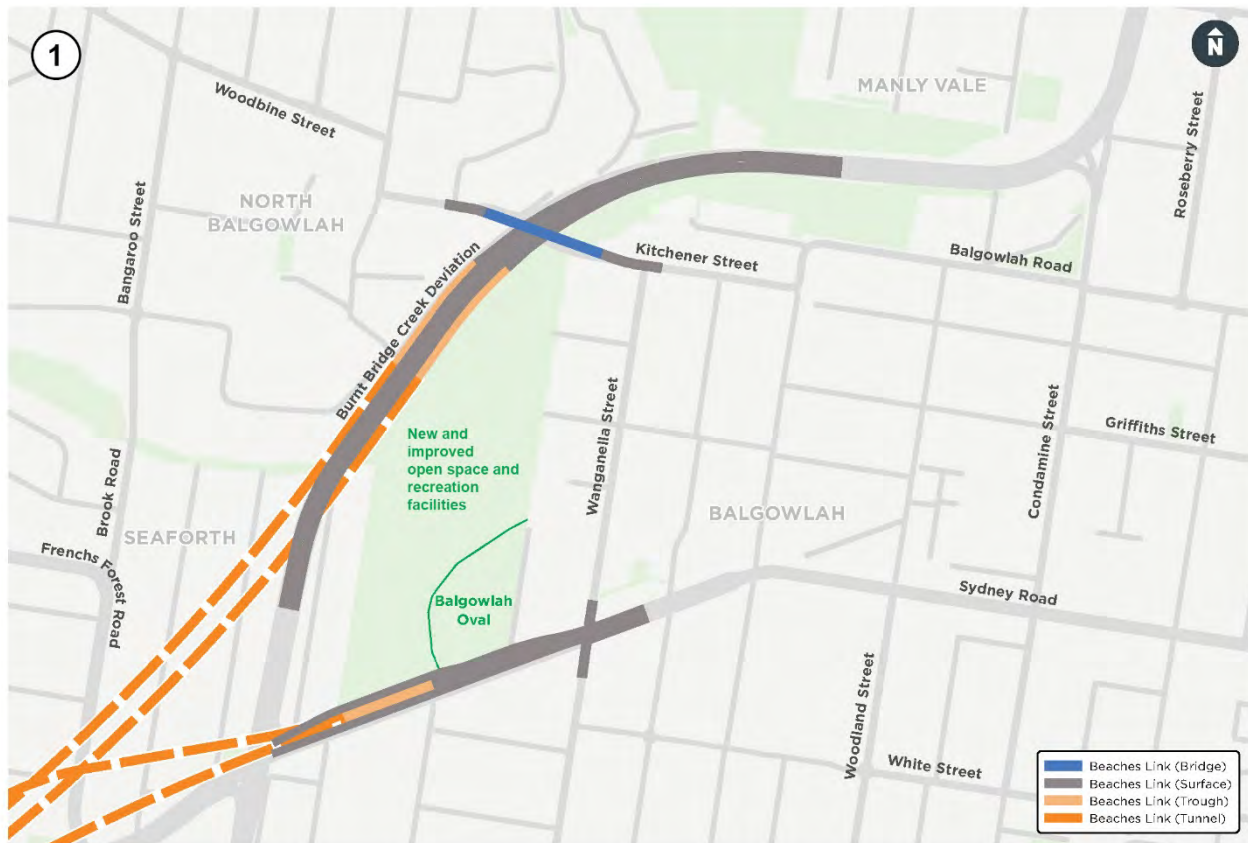 1
N
MANLY VALE
Woodbine Street
Roseberry Street
Bangaroo Street
NORTH
BALGOWLAH
Kitchener Street
Balgowlah Road
Burnt Bridge Creek Deviation
Wanganella Street
Condamine Street
Griffiths Street
New and
improved
open space and
recreation
facilities
Brook Road
SEAFORTH
BALGOWLAH
Frenchs Forest Road
Sydney Road
Balgowlah
Oval
Woodland Street
White Street
Beaches Link (Bridge)
Beaches Link (Surface)
Beaches Link (Trough)
Beaches Link (Tunnel)